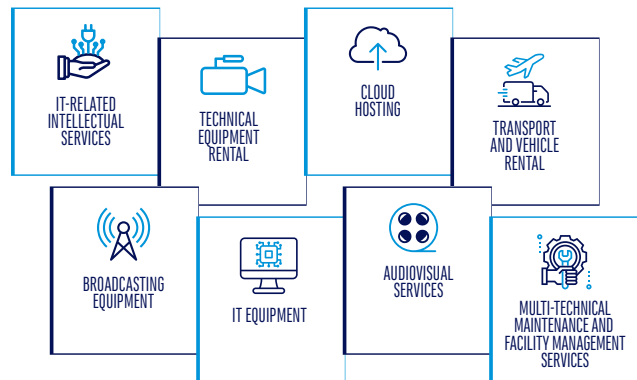 IT-RELATED
INTELLECTUAL
SERVICES
TECHNICAL
EQUIPMENT
RENTAL
CLOUD
HOSTING
TRANSPORT
AND VEHICLE
RENTAL
BROADCASTING
EQUIPMENT
IT EQUIPMENT
AUDIOVISUAL
SERVICES
MULTI-TECHNICAL
MAINTENANCE AND
FACILITY MANAGEMENT
SERVICES